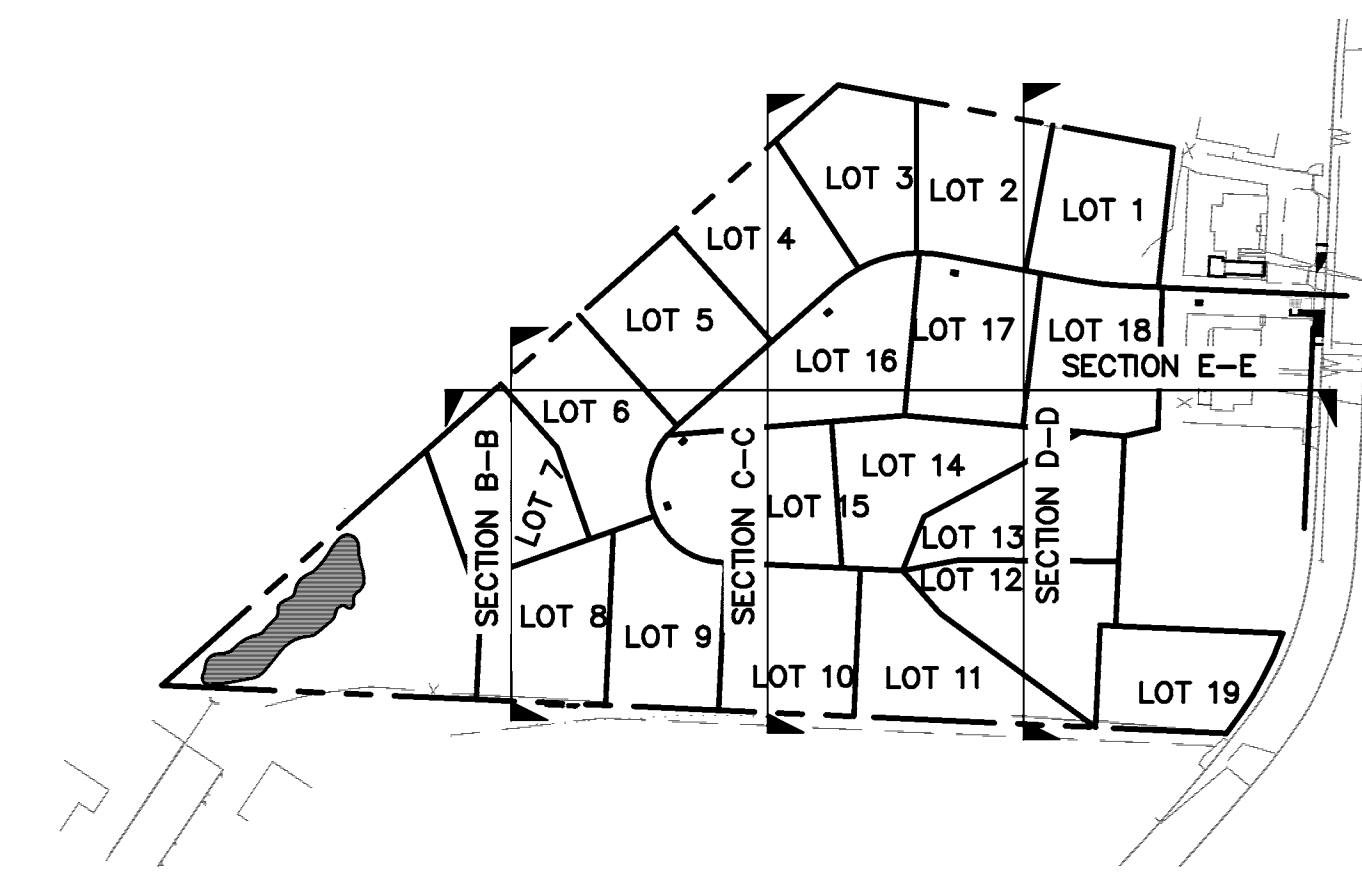 LOT 3
LOT 2
LOT 1
LOT 4
LOT 5
LOT 17
LOT 18
LOT 16
SECTION E-E
LOT 6
LOT 7
SECTION B-B
SECTION C-C
SECTION D-D
LOT 14
LOT 15
LOT 13
LOT 12
LOT 8
LOT 9
LOT 10
LOT 11
LOT 19